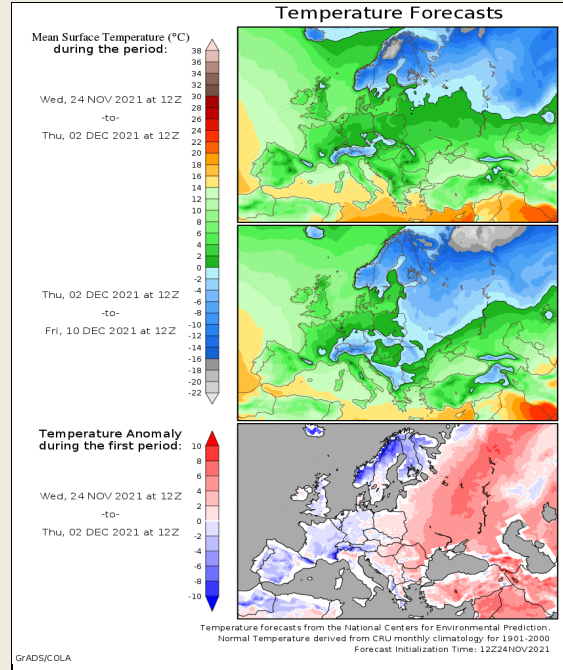 Temperature Forecasts
Mean Surface Temperature (°C)
during the period:
Wed, 24 NOV 2021 at 12Z
-to-
Thu, 02 DEC 2021 at 12Z
38
36
34
32
30
28
26
24
22
20
18
16
14
12
10
8
6
4
2
0
-2
-4
-6
-8
-10
-12
-14
-16
-18
-20
-22
Thu, 02 DEC 2021 at 12Z
-to-
Fri, 10 DEC 2021 at 12Z
Temperature Anomaly
during the first period:
Wed, 24 NOV 2021 at 12Z
-to-
Thu, 02 DEC 2021 at 12Z
10
8
6
4
2
0
-2
-4
-6
-8
-10
Temperature forecasts from the National Centers for Environmental Prediction.
Normal Temperature derived from CRU monthly climatology for 1901-2000
Forecast Initialization Time: 12Z24NOV2021
GrADS/COLA